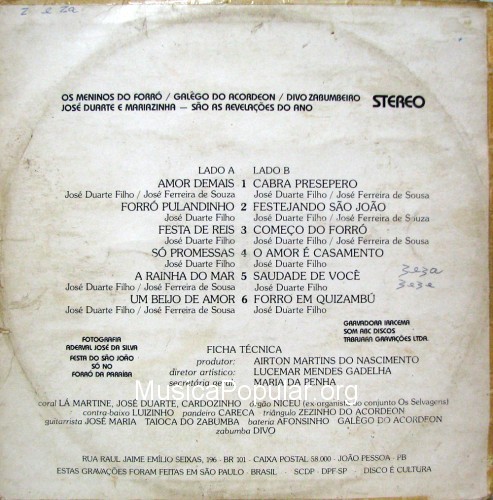 z e za
OS MENINOS DO FORRÓ / GALÊGO DO ACORDEON / DIVO ZABUMBEIRO
JOSÉ DUARTE E MARIAZINHA — SÃO AS REVELAÇÕES DO ANO
STEREO
LADO A LADO B
AMOR DEMAIS 1 CABRA PRESEPERO
José Duarte Filho / José Ferreira de Souza José Duarte Filho / José Ferreira de Sousa
FORRÓ PULANDINHO 2 FESTEJANDO SÃO JOÃO
José Duarte Filho José Duarte Filho / José Ferreira de Souza
FESTA DE REIS 3 COMEÇO DO FORRÓ
José Duarte Filho José Duarte Filho / José Ferreira de Sousa
SÓ PROMESSAS 4 O AMOR É CASAMENTO
José Duarte Filho José Duarte Filho
A RAINHA DO MAR 5 SAUDADE DE VOCÊ
José Duarte Filho / José Ferreira de Sousa José Duarte Filho
UM BEIJO DE AMOR 6 FORRO EM QUIZAMBÚ
José Duarte Filho / José Ferreira de Sousa José Duarte Filho
zeza
zeze
FOTOGRAFIA
ADERVAL JOSÉ DA SILVA
FESTA DO SÃO JOÃO
SÓ NO
FORRÓ DA PARAÍBA
GRAVADORA IRACEMA
SOM ABC DISCOS
TABAJARA GRAVAÇÕES LTDA.
FICHA TÉCNICA
produtor: AIRTON MARTINS DO NASCIMENTO
diretor artístico: LUCEMAR MENDES GADELHA
secretária geral: MARIA DA PENHA
MusicaPopular.org
coral LÁ MARTINE, JOSÉ DUARTE, CARDOZINHO órgão NICEU (ex-organista do conjunto Os Selvagens)
contra-baixo LUIZINHO pandeiro CARECA triângulo ZEZINHO DO ACORDEON
guitarrista JOSÉ MARIA TAIOCA DO ZABUMBA bateria AFONSINHO GALÊGO DO ACORDEON
zabumba DIVO
RUA RAUL JAIME EMÍLIO SEIXAS, 196 - BR 101 - CAIXA POSTAL 58.000 - JOÃO PESSOA - PB
ESTAS GRAVAÇÕES FORAM FEITAS EM SÃO PAULO - BRASIL - SCDP - DPF SP - DISCO É CULTURA